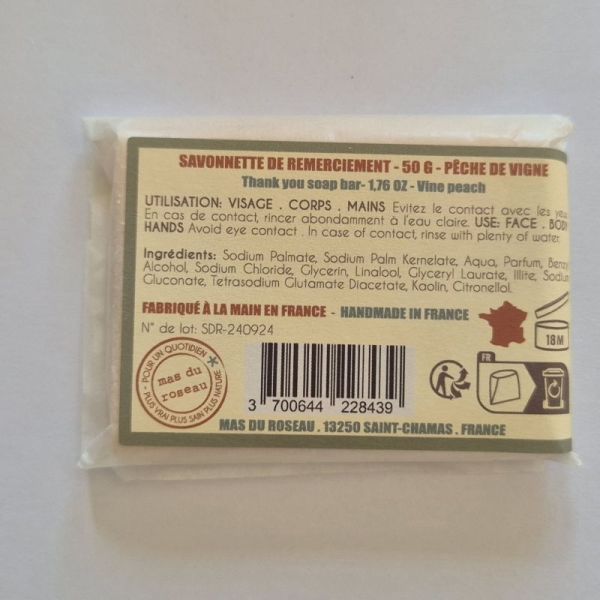 SAVONNETTE DE REMERCIEMENT - 50 G - PÊCHE DE VIGNE
Thank you soap bar- 1,76 OZ - Vine peach
UTILISATION: VISAGE . CORPS . MAINS Evitez le contact avec les
En cas de contact, rincer abondamment à l'eau claire. USE: FACE . BODY
HANDS Avoid eye contact . In case of contact, rinse with plenty of water.
Ingrédients: Sodium Palmate, Sodium Palm Kernelate, Aqua, Parfum, Benzyl
Alcohol, Sodium Chloride, Glycerin, Linalool, Glyceryl Laurate, Illite, Sodium
Gluconate, Tetrasodium Glutamate Diacetate, Kaolin, Citronellol.
FABRIQUÉ À LA MAIN EN FRANCE - HANDMADE IN FRANCE
N° de lot: SDR-240924
18 M
POUR UN QUOTIDIEN
mas du
roseau
PLUS VRAI PLUS SAIN PLUS NATURE
FR
3 700644 228439
MAS DU ROSEAU . 13250 SAINT-CHAMAS . FRANCE